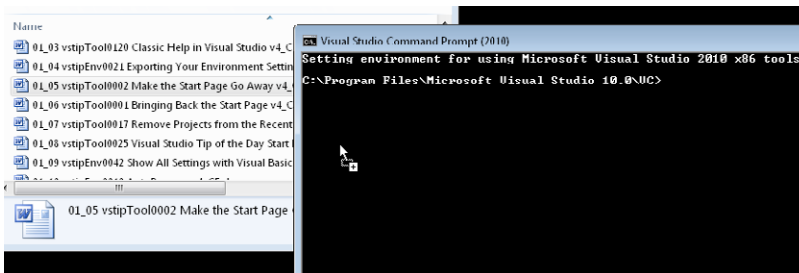 Name
01_03 vstipTool0120 Classic Help in Visual Studio v4_C
01_04 vstipEnv0021 Exporting Your Environment Settin
01_05 vstipTool0002 Make the Start Page Go Away v4_
01_06 vstipTool0001 Bringing Back the Start Page v4_C
01_07 vstipTool0017 Remove Projects from the Recent
01_08 vstipTool0025 Visual Studio Tip of the Day Start
01_09 vstipEnv0042 Show All Settings with Visual Basic
01_05 vstipTool0002 Make the Start Page
Visual Studio Command Prompt (2010)
Setting environment for using Microsoft Visual Studio 2010 x86 tools
C:\Program Files\Microsoft Visual Studio 10.0\VC>